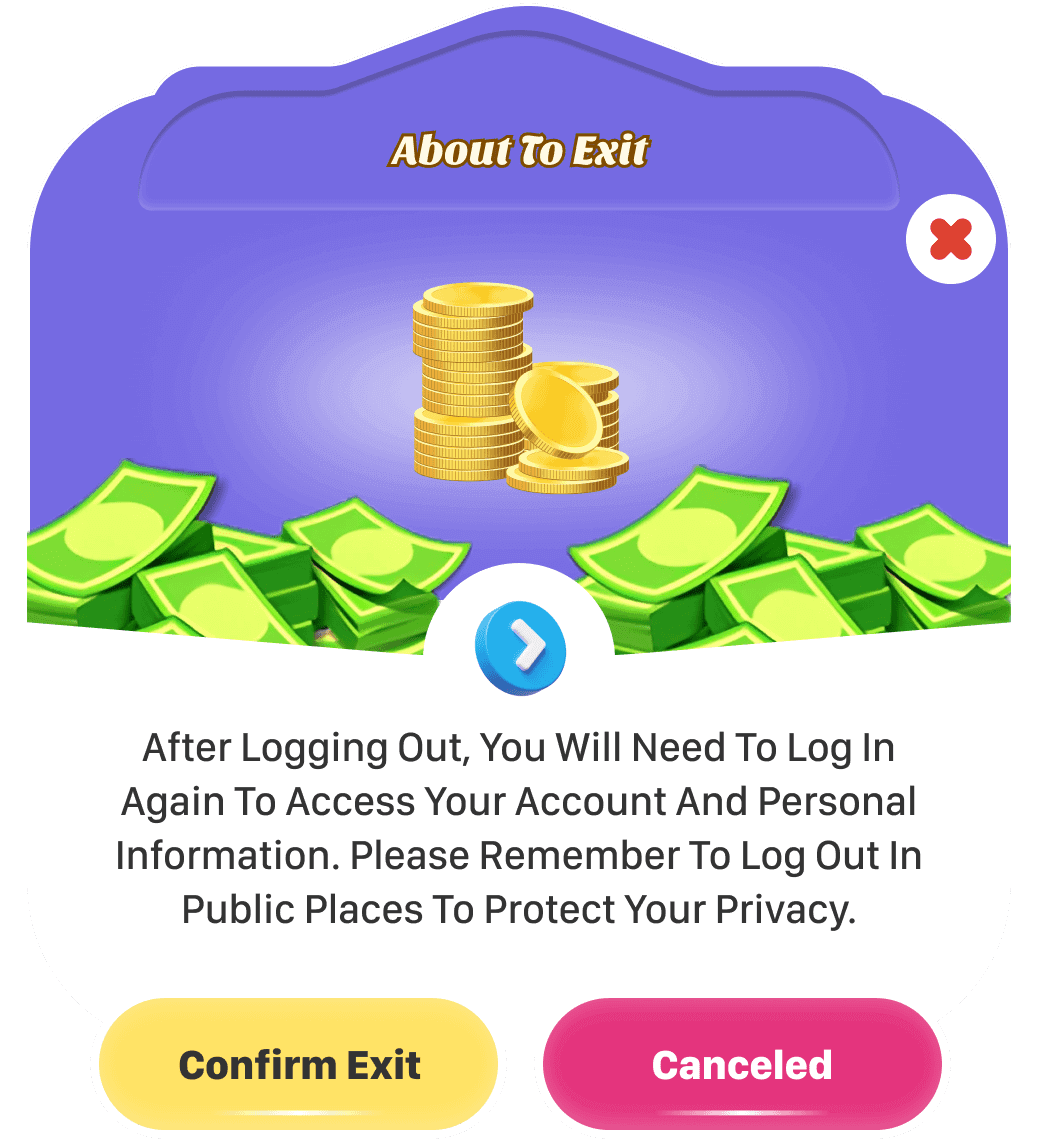 About To Exit
After Logging Out, You Will Need To Log In
Again To Access Your Account And Personal
Information. Please Remember To Log Out In
Public Places To Protect Your Privacy.
Confirm Exit
Canceled